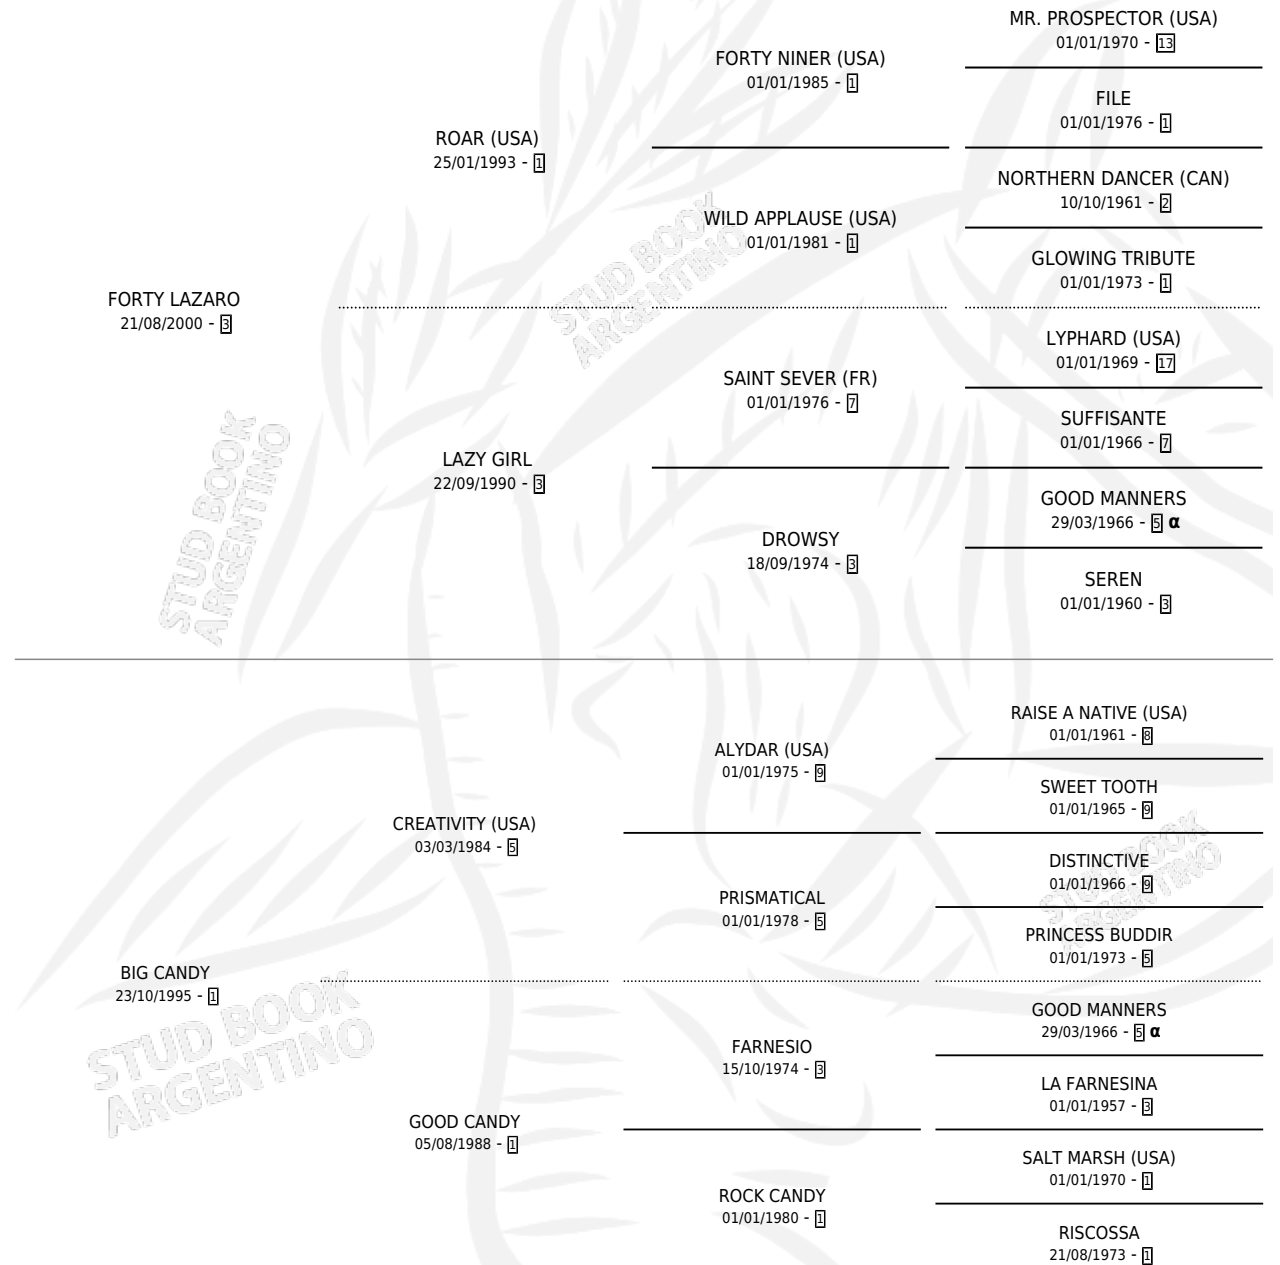 MR. PROSPECTOR (USA)
01/01/1970 - 13
FORTY NINER (USA)
01/01/1985 - 1
FILE
01/01/1976 - 1
ROAR (USA)
25/01/1993 - 1
NORTHERN DANCER (CAN)
10/10/1961 - 2
WILD APPLAUSE (USA)
01/01/1981 - 1
GLOWING TRIBUTE
01/01/1973 - 1
FORTY LAZARO
21/08/2000 - 3
LYPHARD (USA)
01/01/1969 - 17
SAINT SEVER (FR)
01/01/1976 - 7
SUFFISANTE
01/01/1966 - 7
LAZY GIRL
22/09/1990 - 3
GOOD MANNERS
29/03/1966 - 5 α
DROWSY
18/09/1974 - 3
SEREN
01/01/1960 - 3
RAISE A NATIVE (USA)
01/01/1961 - 8
ALYDAR (USA)
01/01/1975 - 9
SWEET TOOTH
01/01/1965 - 9
CREATIVITY (USA)
03/03/1984 - 5
DISTINCTIVE
01/01/1966 - 9
PRISMATICAL
01/01/1978 - 5
PRINCESS BUDDIR
01/01/1973 - 5
BIG CANDY
23/10/1995 - 1
GOOD MANNERS
29/03/1966 - 5 α
FARNESIO
15/10/1974 - 3
LA FARNESINA
01/01/1957 - 3
GOOD CANDY
05/08/1988 - 1
SALT MARSH (USA)
01/01/1970 - 1
ROCK CANDY
01/01/1980 - 1
RISCOSSA
21/08/1973 - 1
STUD BOOK
ARGENTINO
STUD BOOK
ARGENTINO
STUD BOOK
ARGENTINO
STUD BOOK
ARGENTINO